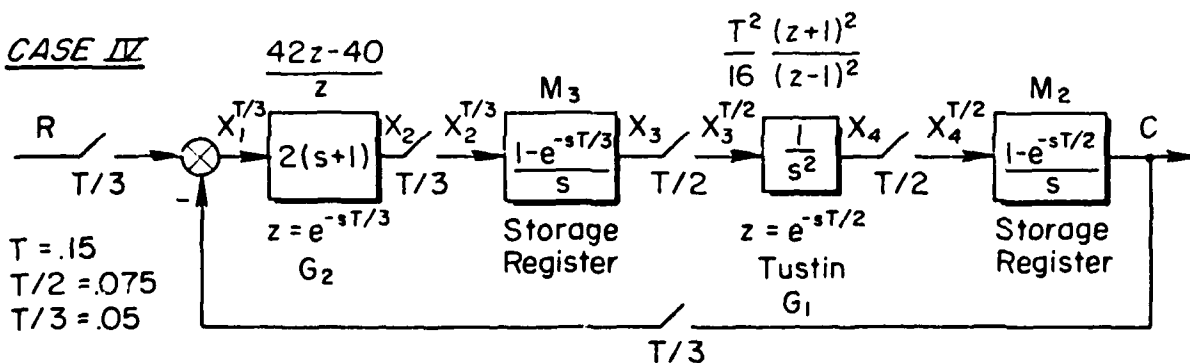 CASE IV
42z-40
z
T² (z+1)²
16 (z-1)²
M₃
M₂
R
X₁^{T/3}
2(s+1)
X₂
X₂^{T/3}
1-e^{-sT/3}
s
X₃
X₃^{T/2}
1
s²
X₄
X₄^{T/2}
1-e^{-sT/2}
s
C
T/3
-
T/3
T/2
T/2
z = e^{-sT/3}
G₂
Storage
Register
z = e^{-sT/2}
Tustin
G₁
Storage
Register
T = .15
T/2 = .075
T/3 = .05
T/3